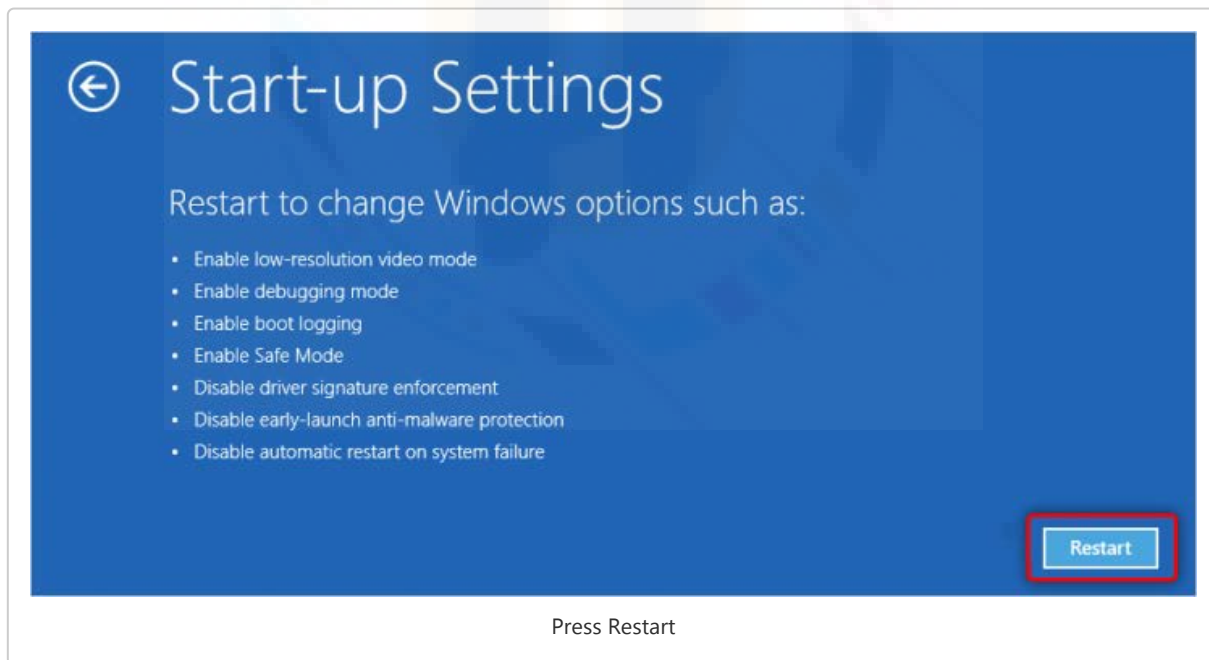 Start-up Settings
Restart to change Windows options such as:
• Enable low-resolution video mode
• Enable debugging mode
• Enable boot logging
• Enable Safe Mode
• Disable driver signature enforcement
• Disable early-launch anti-malware protection
• Disable automatic restart on system failure
Restart
Press Restart